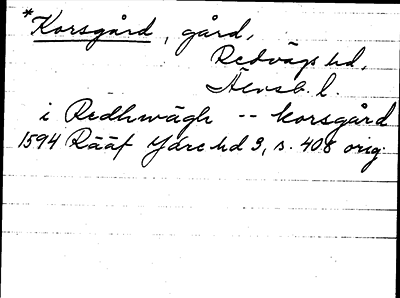 *Korsgård, gård,
Redvägs hd,
Älvsb. l.
i Redhwägh -- korsgård
1594 Rääf Ydre hd 3, s. 408 orig.